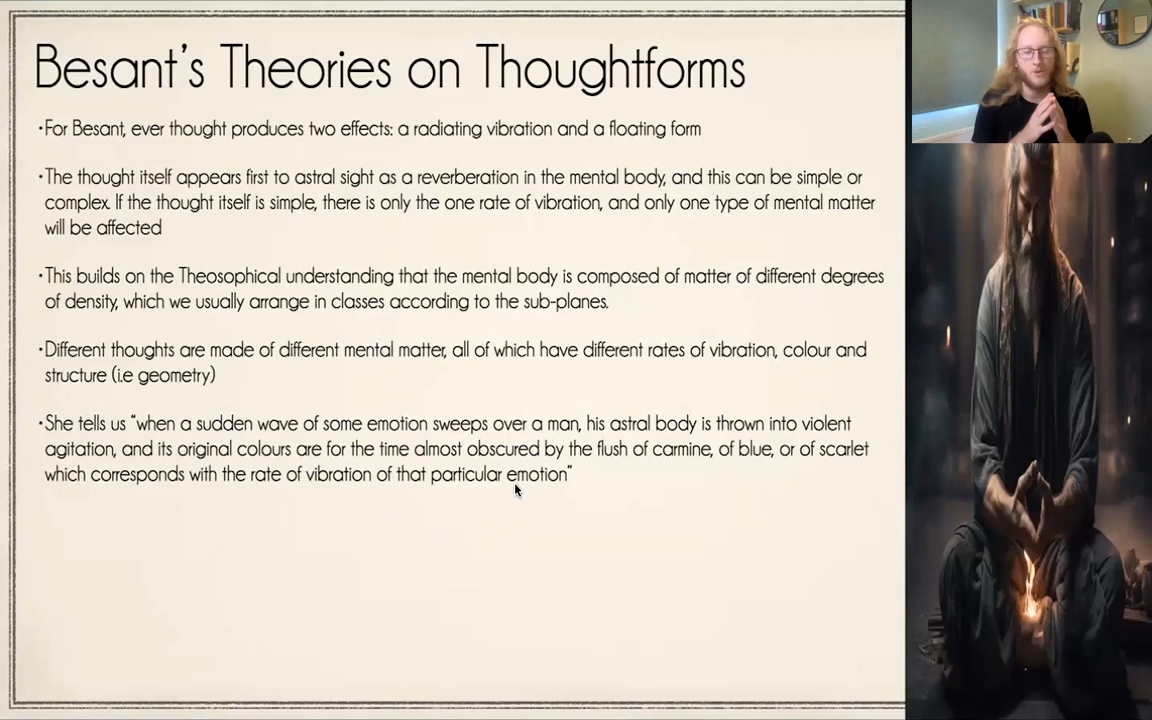 Besant's Theories on Thoughtforms
•For Besant, ever thought produces two effects: a radiating vibration and a floating form
•The thought itself appears first to astral sight as a reverberation in the mental body, and this can be simple or
complex. If the thought itself is simple, there is only the one rate of vibration, and only one type of mental matter
will be affected
•This builds on the Theosophical understanding that the mental body is composed of matter of different degrees
of density, which we usually arrange in classes according to the sub-planes.
•Different thoughts are made of different mental matter, all of which have different rates of vibration, colour and
structure (i.e geometry)
•She tells us “when a sudden wave of some emotion sweeps over a man, his astral body is thrown into violent
agitation, and its original colours are for the time almost obscured by the flush of carmine, of blue, or of scarlet
which corresponds with the rate of vibration of that particular emotion”